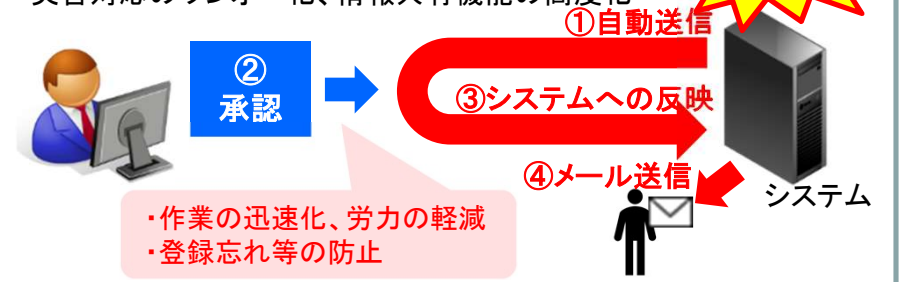 ①自動送信
②
承認
③システムへの反映
④メール送信
システム
・作業の迅速化、労力の軽減
・登録忘れ等の防止